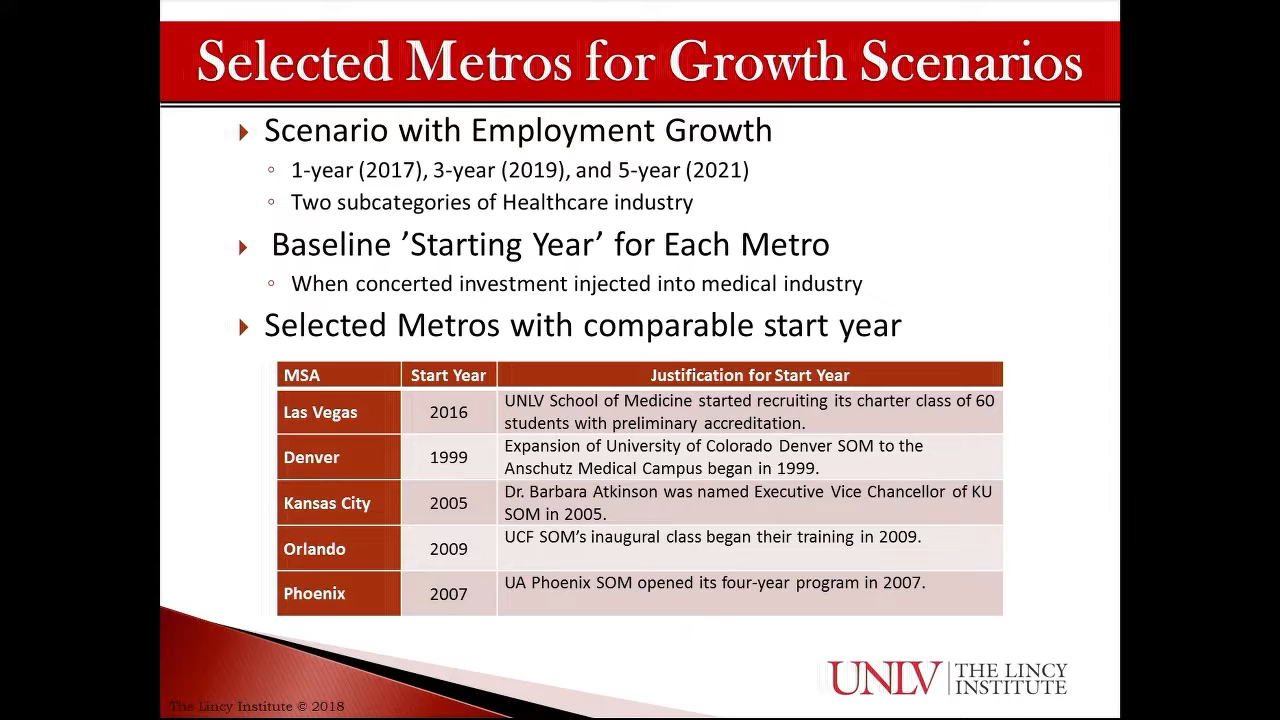 Selected Metros for Growth Scenarios
Scenario with Employment Growth
1-year (2017), 3-year (2019), and 5-year (2021)
Two subcategories of Healthcare industry
Baseline ’Starting Year’ for Each Metro
When concerted investment injected into medical industry
Selected Metros with comparable start year
MSA Start Year Justification for Start Year
Las Vegas 2016 UNLV School of Medicine started recruiting its charter class of 60
students with preliminary accreditation.
Denver 1999 Expansion of University of Colorado Denver SOM to the
Anschutz Medical Campus began in 1999.
Kansas City 2005 Dr. Barbara Atkinson was named Executive Vice Chancellor of KU
SOM in 2005.
Orlando 2009 UCF SOM’s inaugural class began their training in 2009.
Phoenix 2007 UA Phoenix SOM opened its four-year program in 2007.
UNLV THE LINCY
INSTITUTE
The Lincy Institute © 2018